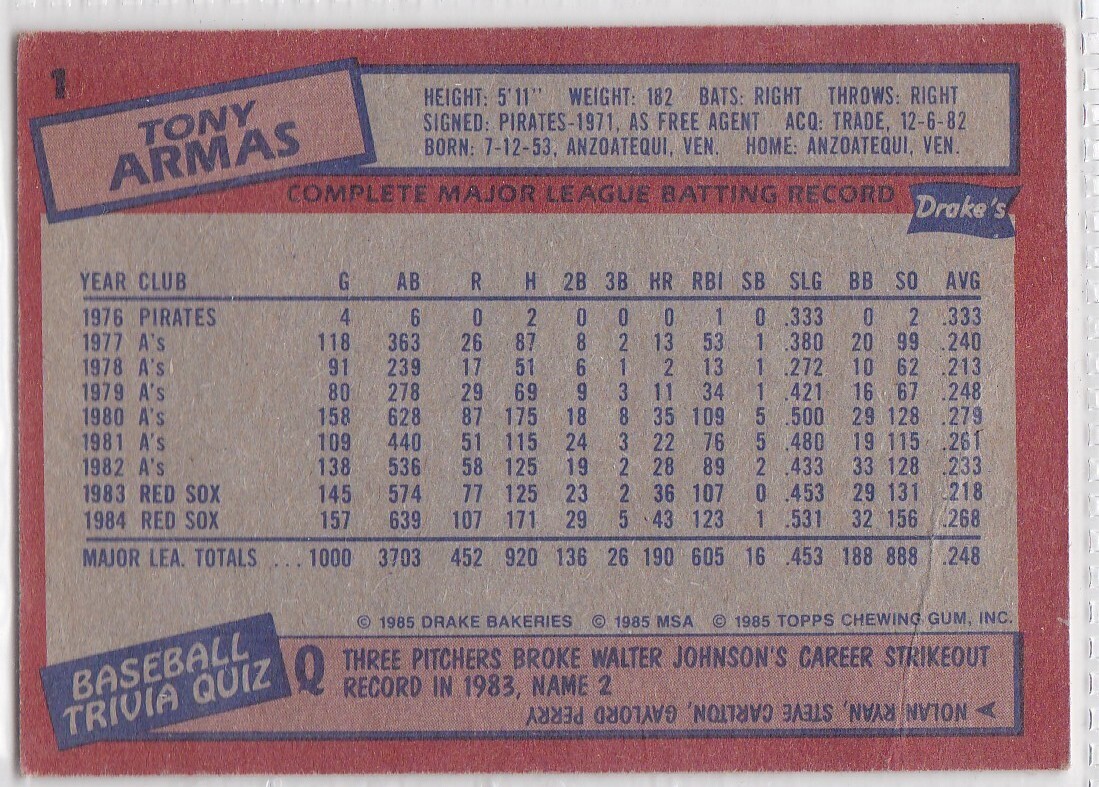 1
TONY
ARMAS
HEIGHT: 5'11" WEIGHT: 182 BATS: RIGHT THROWS: RIGHT
SIGNED: PIRATES-1971, AS FREE AGENT ACQ: TRADE, 12-6-82
BORN: 7-12-53, ANZOATEQUI, VEN. HOME: ANZOATEQUI, VEN.
COMPLETE MAJOR LEAGUE BATTING RECORD
Drake's
YEAR CLUB G AB R H 2B 3B HR RBI SB SLG BB SO AVG
1976 PIRATES 4 6 0 2 0 0 0 1 0 .333 0 2 .333
1977 A's 118 363 26 87 8 2 13 53 1 .380 20 99 .240
1978 A's 91 239 17 51 6 1 2 13 1 .272 10 62 .213
1979 A's 80 278 29 69 9 3 11 34 1 .421 16 67 .248
1980 A's 158 628 87 175 18 8 35 109 5 .500 29 128 .279
1981 A's 109 440 51 115 24 3 22 76 5 .480 19 115 .261
1982 A's 138 536 58 125 19 2 28 89 2 .433 33 128 .233
1983 RED SOX 145 574 77 125 23 2 36 107 0 .453 29 131 .218
1984 RED SOX 157 639 107 171 29 5 43 123 1 .531 32 156 .268
MAJOR LEA. TOTALS ... 1000 3703 452 920 136 26 190 605 16 .453 188 888 .248
© 1985 DRAKE BAKERIES © 1985 MSA © 1985 TOPPS CHEWING GUM, INC.
BASEBALL
TRIVIA QUIZ
Q THREE PITCHERS BROKE WALTER JOHNSON'S CAREER STRIKEOUT
RECORD IN 1983, NAME 2
A NOLAN RYAN, STEVE CARLTON, GAYLORD PERRY